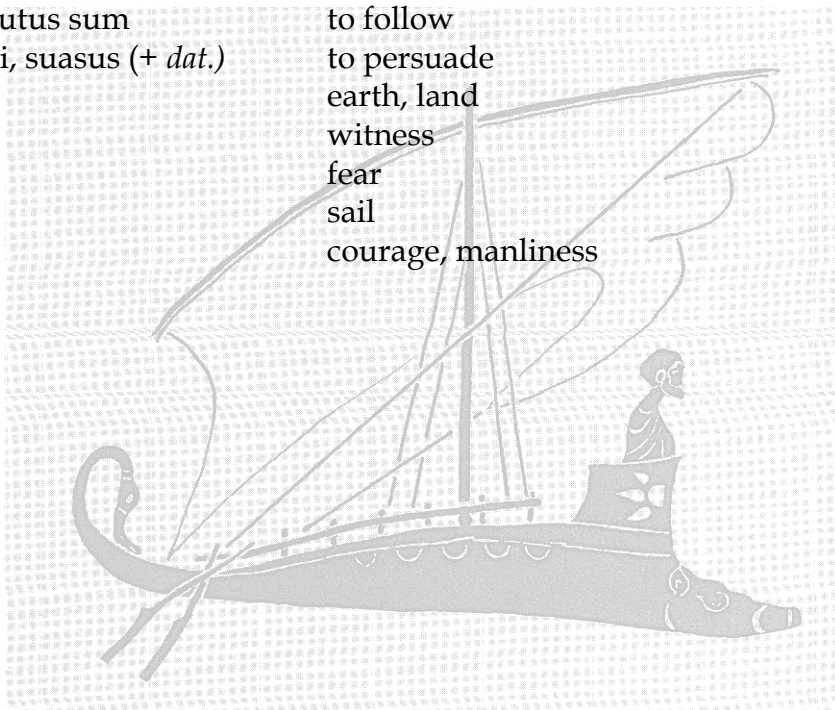 utus sum to follow
i, suasus (+ dat.) to persuade
earth, land
witness
fear
sail
courage, manliness